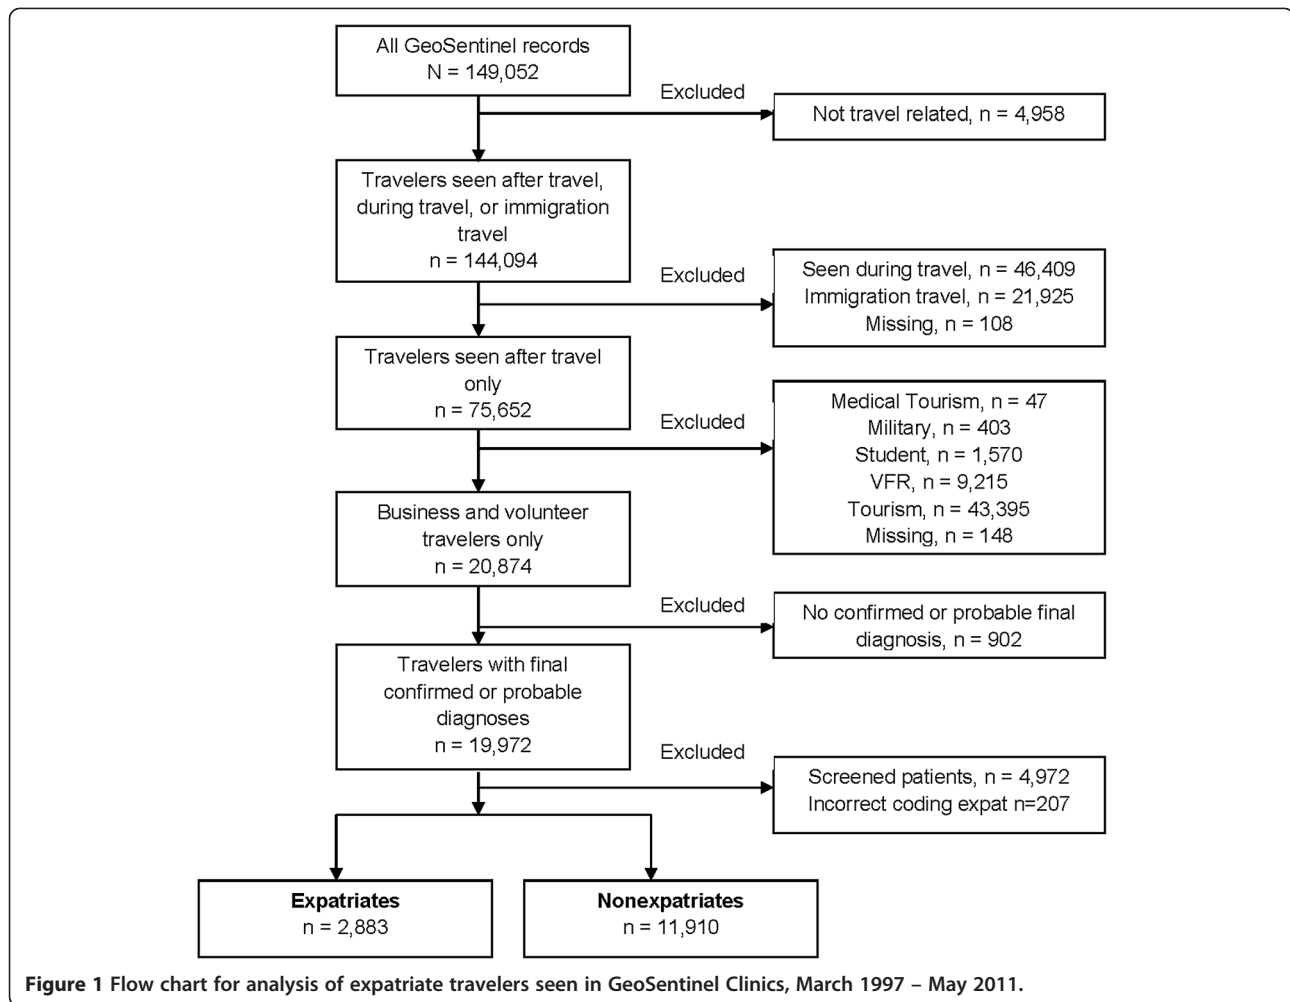 All GeoSentinel records
N = 149,052
Excluded
Not travel related, n = 4,958
Travelers seen after travel,
during travel, or immigration
travel
n = 144,094
Excluded
Seen during travel, n = 46,409
Immigration travel, n = 21,925
Missing, n = 108
Travelers seen after travel
only
n = 75,652
Excluded
Medical Tourism, n = 47
Military, n = 403
Student, n = 1,570
VFR, n = 9,215
Tourism, n = 43,395
Missing, n = 148
Business and volunteer
travelers only
n = 20,874
Excluded
No confirmed or probable final
diagnosis, n = 902
Travelers with final
confirmed or probable
diagnoses
n = 19,972
Excluded
Screened patients, n = 4,972
Incorrect coding expat n=207
Expatriates
n = 2,883
Nonexpatriates
n = 11,910
Figure 1 Flow chart for analysis of expatriate travelers seen in GeoSentinel Clinics, March 1997 – May 2011.